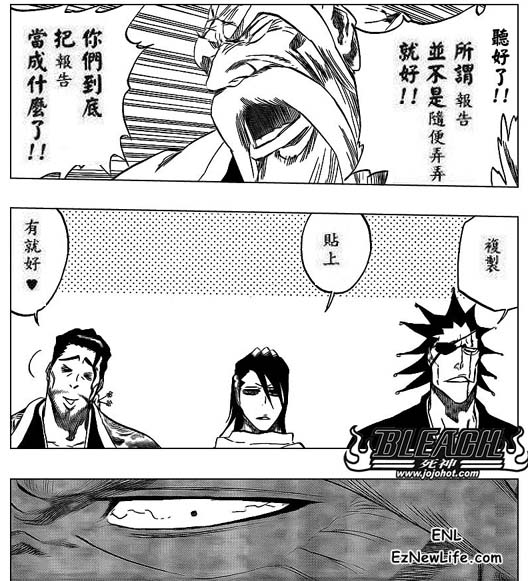 聽好了!!
所謂報告
並不是隨便弄弄
就好!!
你們到底
把報告
當成什麼了!!
複製
貼上
有就好♥
BLEACH
死神
www.jojohot.com
ENL
EzNewLife.com